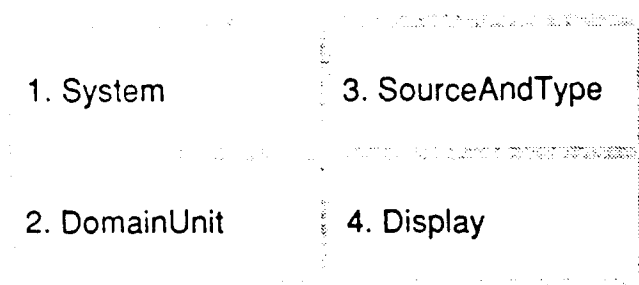 1. System
2. DomainUnit
3. SourceAndType
4. Display